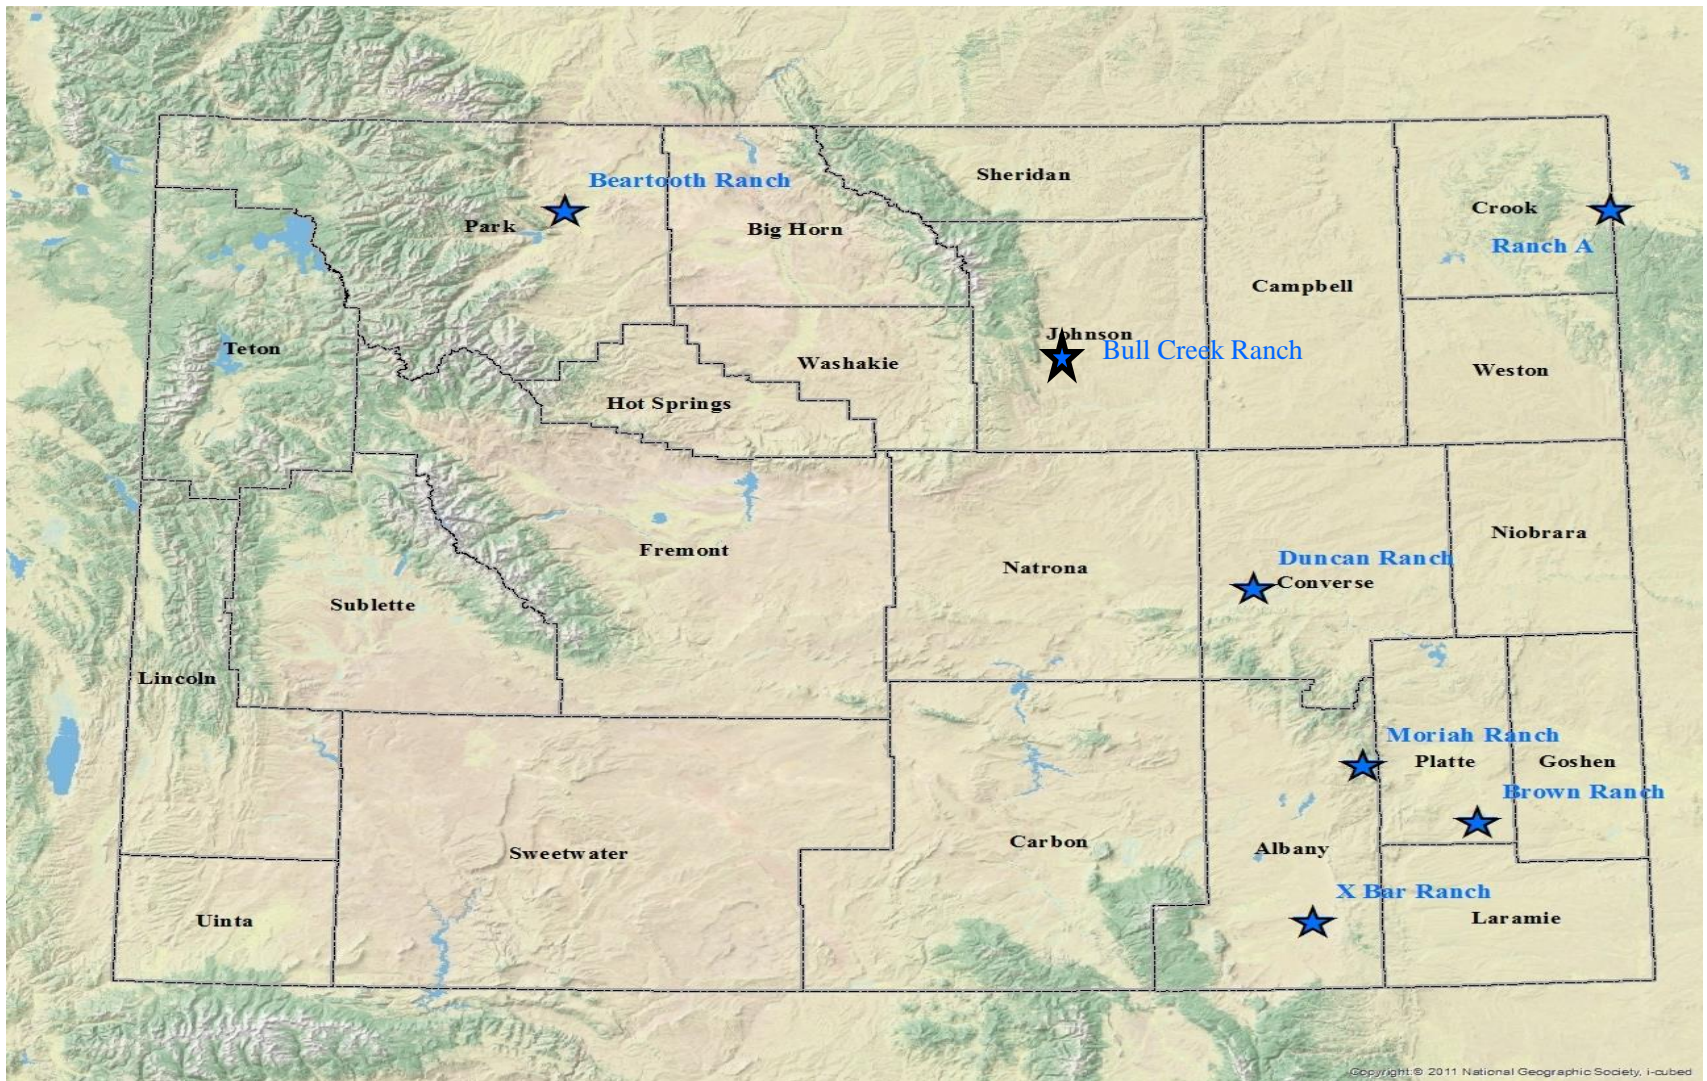 Sheridan
Beartooth Ranch
Park
Crook
Big Horn
Ranch A
Campbell
Johnson
Bull Creek Ranch
Teton
Washakie
Weston
Hot Springs
Niobrara
Fremont
Duncan Ranch
Natrona
Converse
Sublette
Lincoln
Moriah Ranch
Platte
Goshen
Brown Ranch
Carbon
Albany
Sweetwater
X Bar Ranch
Uinta
Laramie
Copyright:© 2011 National Geographic Society, i-cubed